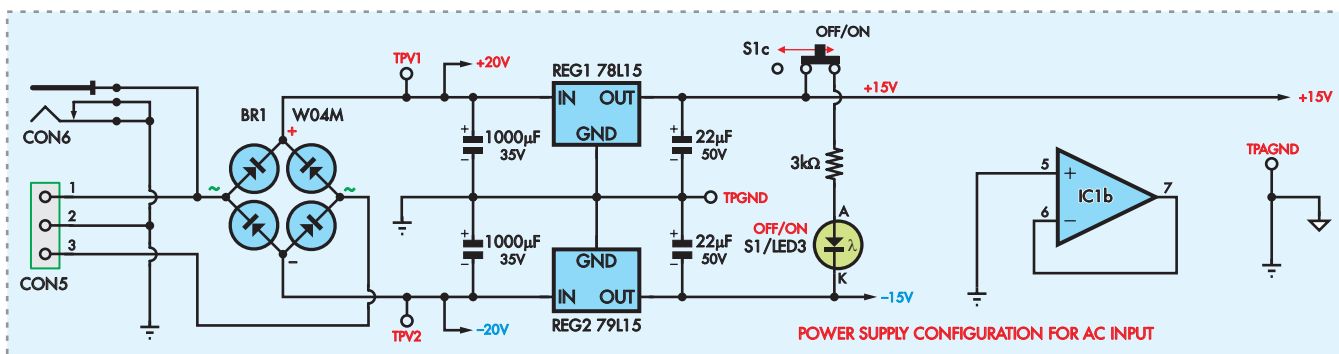 OFF/ON
S1c
TPV1
+20V
REG1 78L15
+15V
+15V
CON6
BR1
W04M
+
~
~
–
IN
OUT
GND
+
1000µF
35V
–
+
22µF
50V
–
3kΩ
TPAGND
5
+
IC1b
7
6
–
1
2
3
CON5
TPGND
A
OFF/ON
S1/LED3
λ
K
+
1000µF
35V
–
GND
IN
OUT
+
22µF
50V
–
–15V
TPV2
–20V
REG2 79L15
POWER SUPPLY CONFIGURATION FOR AC INPUT